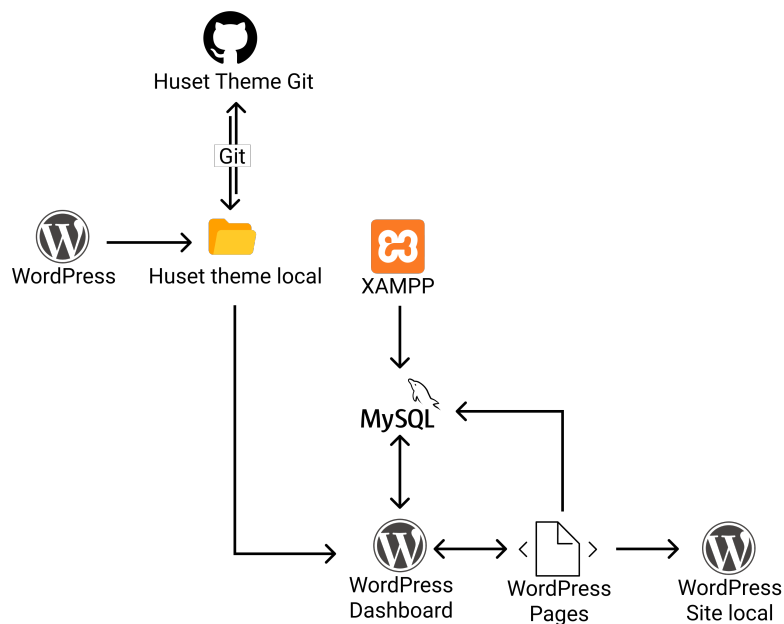 Huset Theme Git
Git
WordPress
Huset theme local
XAMPP
MySQL
WordPress
Dashboard
WordPress
Pages
WordPress
Site local